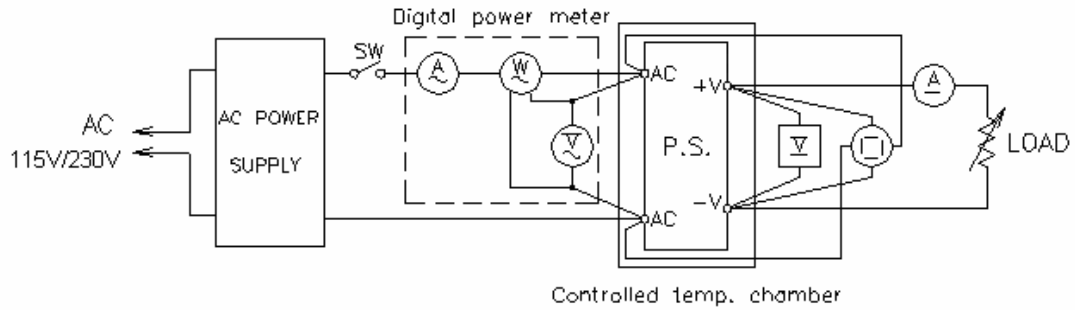 Digital power meter
SW
A
W
V
AC
115V/230V
AC POWER
SUPPLY
AC
AC
+V
P.S.
-V
V
A
LOAD
Controlled temp. chamber